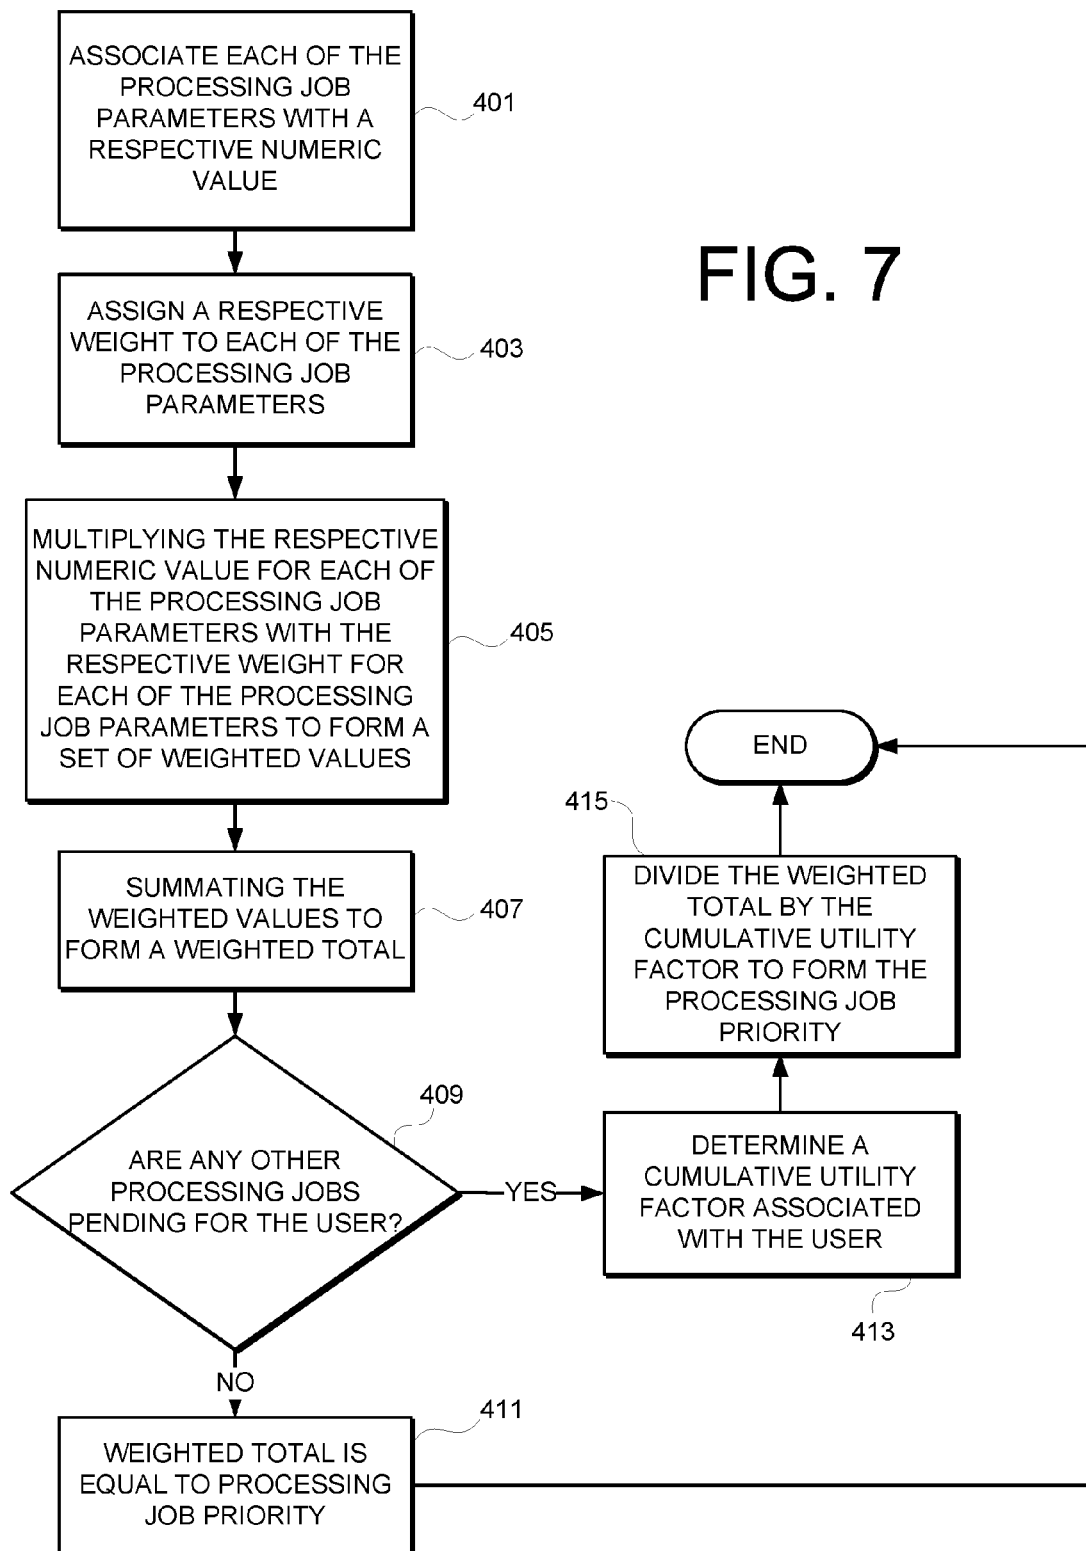 ASSOCIATE EACH OF THE
PROCESSING JOB
PARAMETERS WITH A
RESPECTIVE NUMERIC
VALUE
401
FIG. 7
ASSIGN A RESPECTIVE
WEIGHT TO EACH OF THE
PROCESSING JOB
PARAMETERS
403
MULTIPLYING THE RESPECTIVE
NUMERIC VALUE FOR EACH OF
THE PROCESSING JOB
PARAMETERS WITH THE
RESPECTIVE WEIGHT FOR
EACH OF THE PROCESSING
JOB PARAMETERS TO FORM A
SET OF WEIGHTED VALUES
405
SUMMATING THE
WEIGHTED VALUES TO
FORM A WEIGHTED TOTAL
407
ARE ANY OTHER
PROCESSING JOBS
PENDING FOR THE USER?
409
YES
NO
WEIGHTED TOTAL IS
EQUAL TO PROCESSING
JOB PRIORITY
411
DETERMINE A
CUMULATIVE UTILITY
FACTOR ASSOCIATED
WITH THE USER
413
DIVIDE THE WEIGHTED
TOTAL BY THE
CUMULATIVE UTILITY
FACTOR TO FORM THE
PROCESSING JOB
PRIORITY
415
END